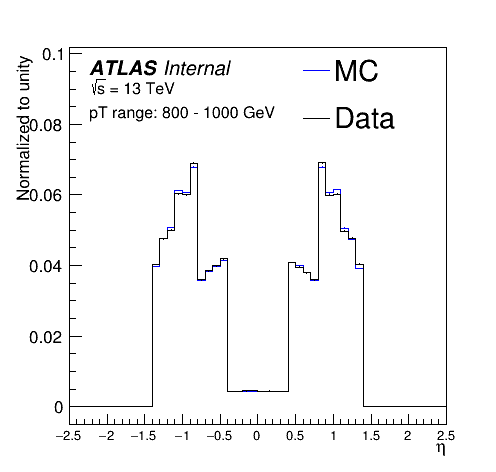 ATLAS Internal
√s = 13 TeV
pT range: 800 - 1000 GeV
MC
Data
Normalized to unity
0.1
0.08
0.06
0.04
0.02
0
−2.5 −2 −1.5 −1 −0.5 0 0.5 1 1.5 2 2.5
η